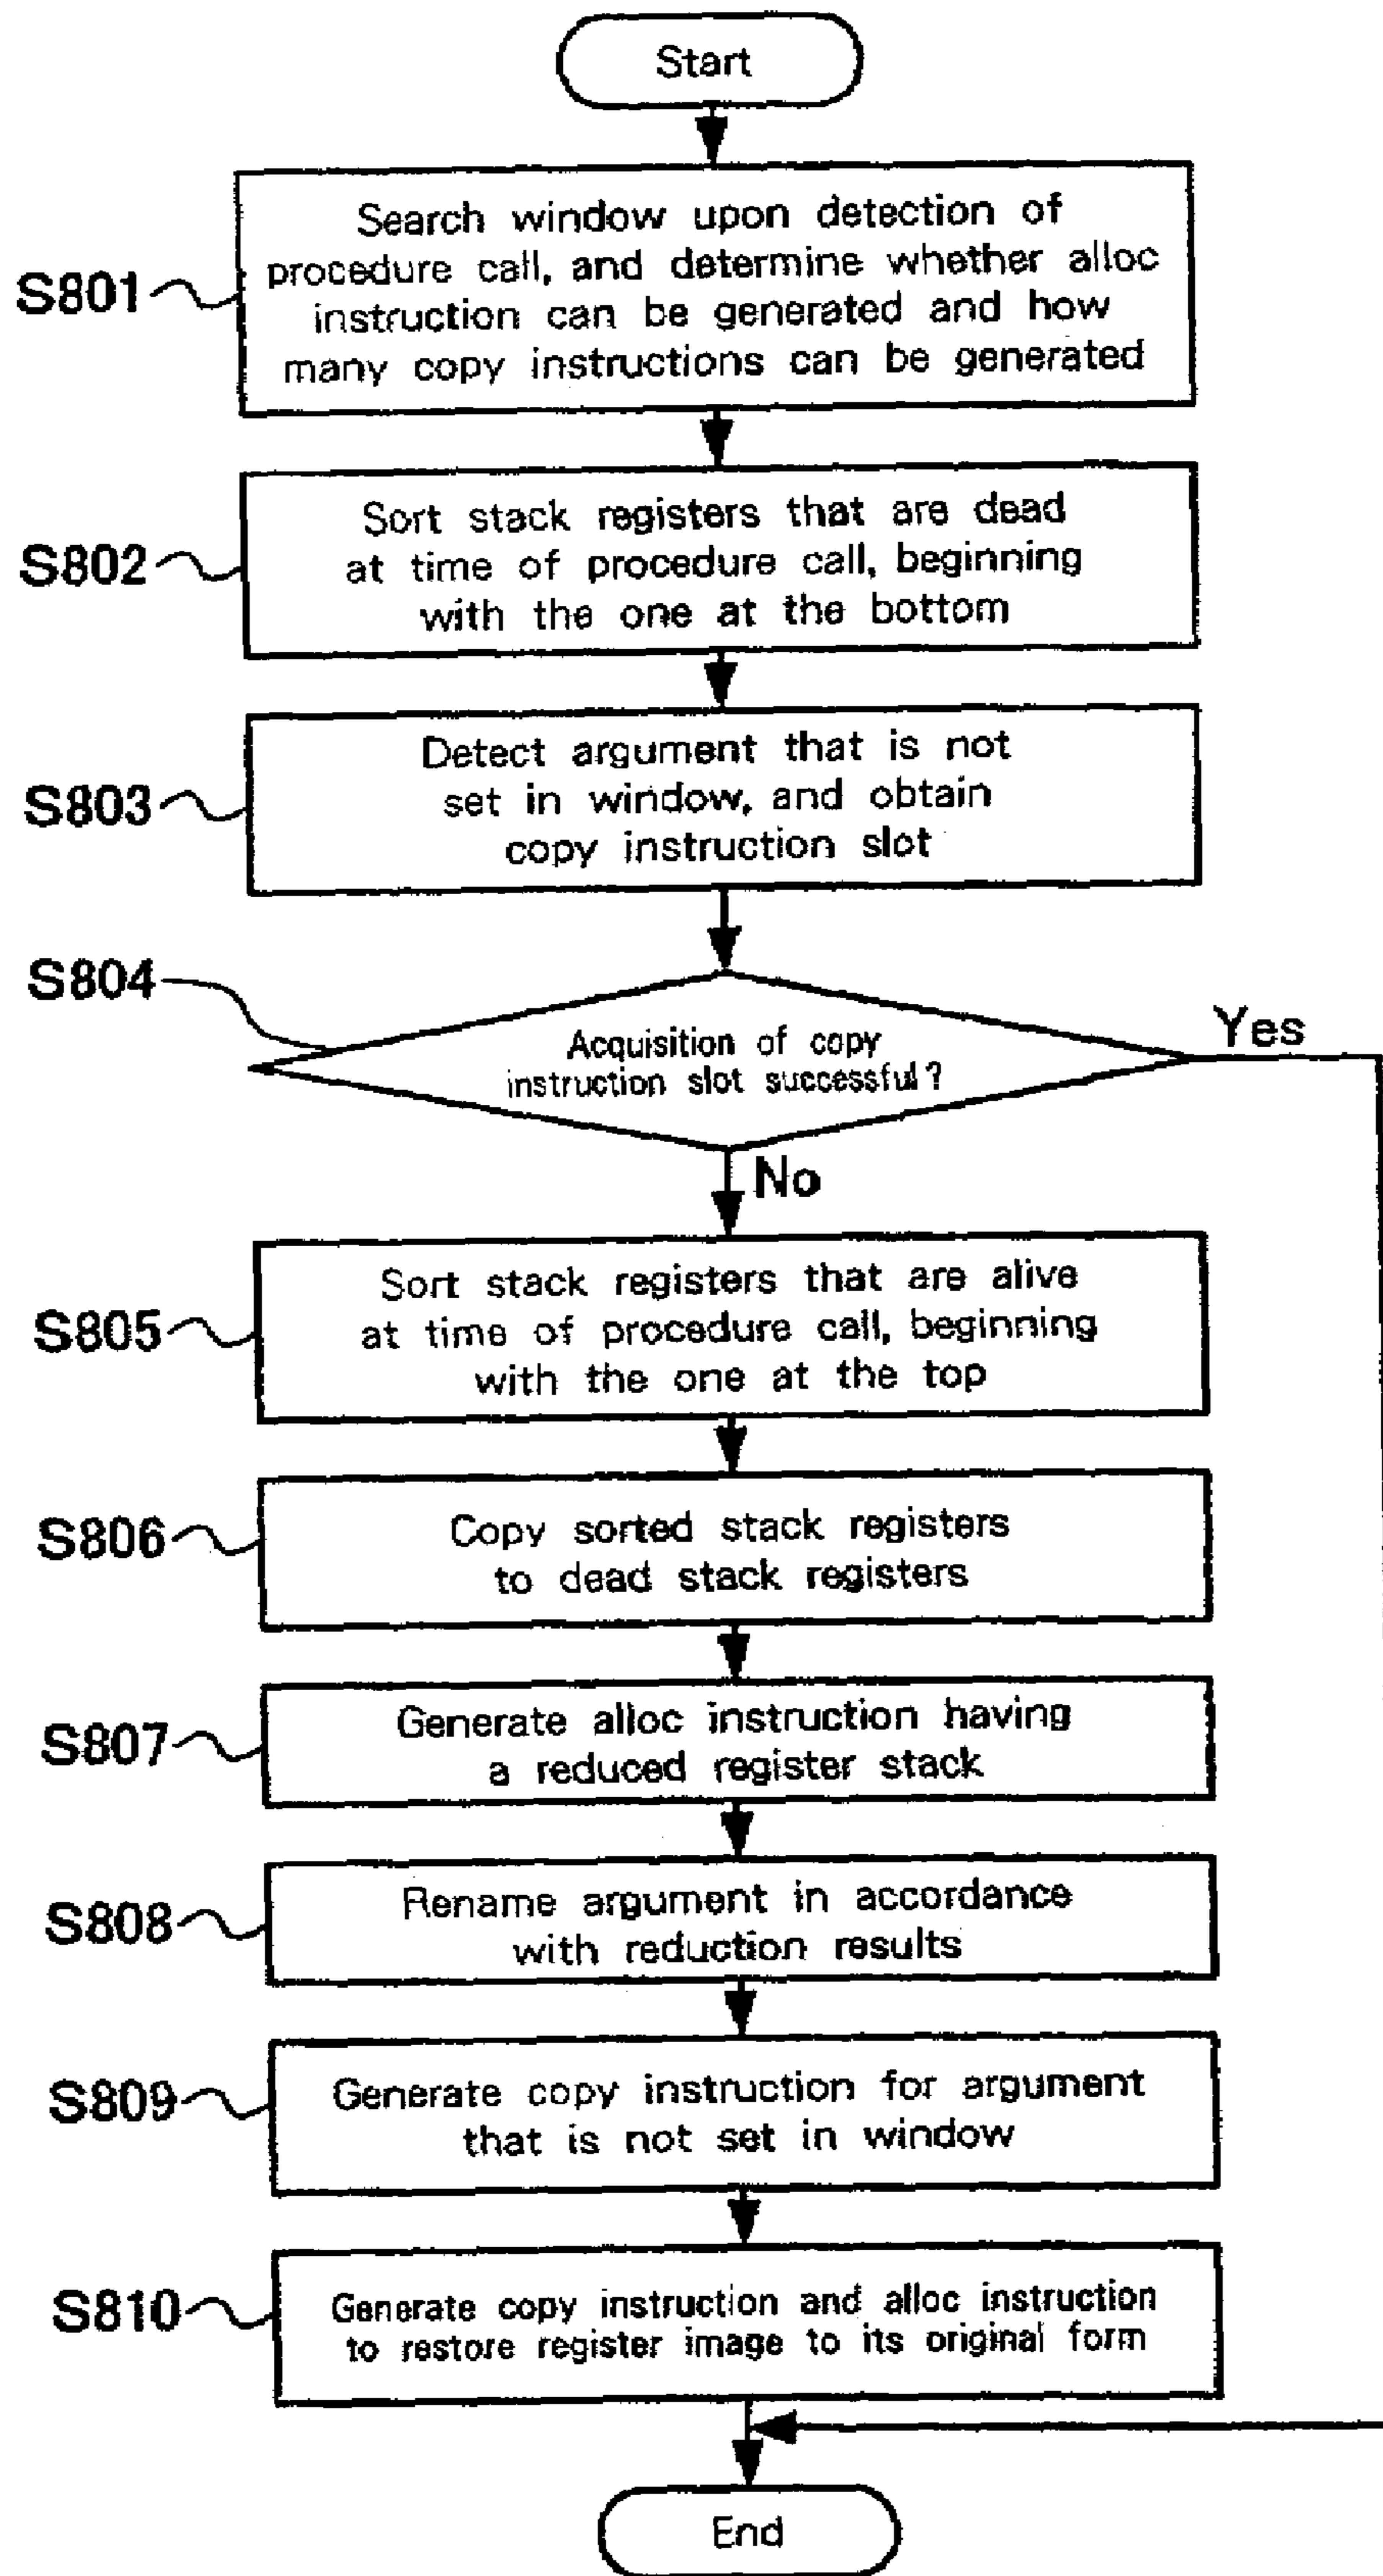 Start
S801
Search window upon detection of
procedure call, and determine whether alloc
instruction can be generated and how
many copy instructions can be generated
S802
Sort stack registers that are dead
at time of procedure call, beginning
with the one at the bottom
S803
Detect argument that is not
set in window, and obtain
copy instruction slot
S804
Acquisition of copy
instruction slot successful?
Yes
No
S805
Sort stack registers that are alive
at time of procedure call, beginning
with the one at the top
S806
Copy sorted stack registers
to dead stack registers
S807
Generate alloc instruction having
a reduced register stack
S808
Rename argument in accordance
with reduction results
S809
Generate copy instruction for argument
that is not set in window
S810
Generate copy instruction and alloc instruction
to restore register image to its original form
End